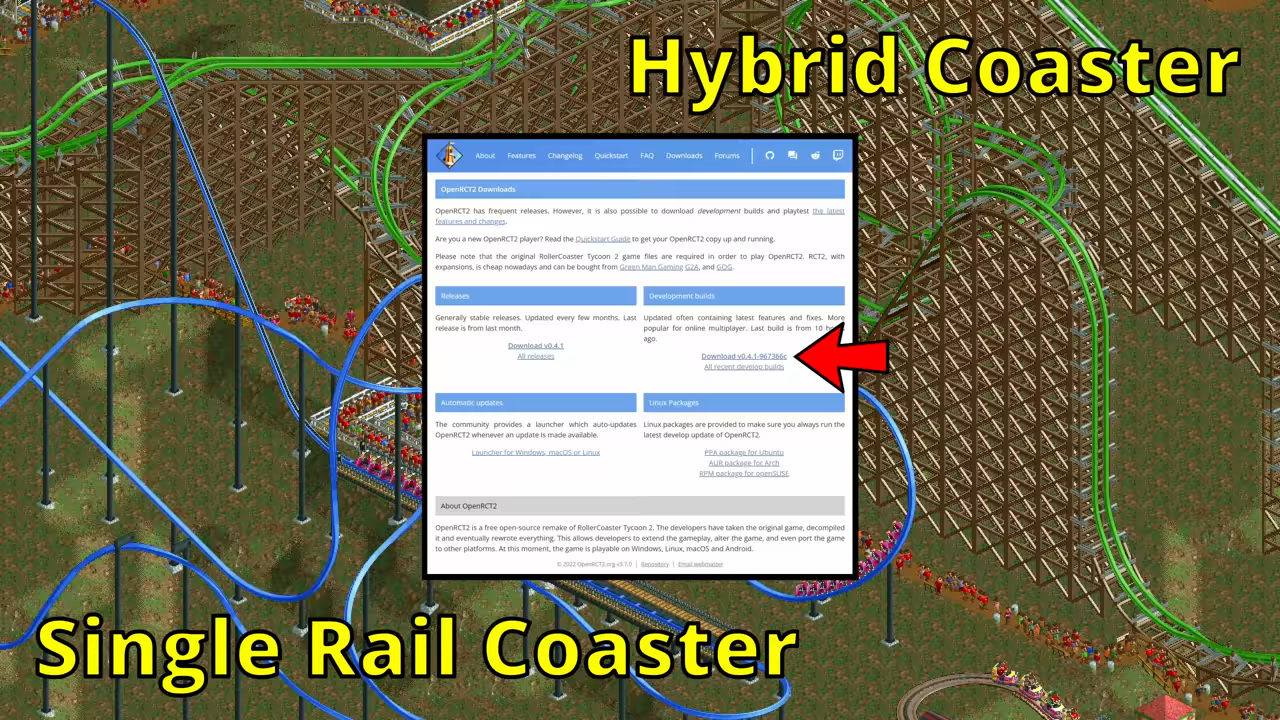 Hybrid Coaster
About Features Changelog Quickstart FAQ Downloads Forums
OpenRCT2 Downloads
OpenRCT2 has frequent releases. However, it is also possible to download development builds and playtest the latest
features and changes.
Are you a new OpenRCT2 player? Read the Quickstart Guide to get your OpenRCT2 copy up and running.
Please note that the original RollerCoaster Tycoon 2 game files are required in order to play OpenRCT2. RCT2, with
expansions, is cheap nowadays and can be bought from Green Man Gaming G2A, and GOG.
Releases
Generally stable releases. Updated every few months. Last
release is from last month.
Download v0.4.1
All releases
Development builds
Updated often containing latest features and fixes. More
popular for online multiplayer. Last build is from 10
ago.
Download v0.4.1-967366c
All recent develop builds
Automatic updates
The community provides a launcher which auto-updates
OpenRCT2 whenever an update is made available.
Launcher for Windows, macOS or Linux
Linux Packages
Linux packages are provided to make sure you always run the
latest develop update of OpenRCT2.
PPA package for Ubuntu
AUR package for Arch
RPM package for openSUSE
About OpenRCT2
OpenRCT2 is a free open-source remake of RollerCoaster Tycoon 2. The developers have taken the original game, decompiled
it and eventually rewrote everything. This allows developers to extend the gameplay, alter the game, and even port the game
to other platforms. At this moment, the game is playable on Windows, Linux, macOS and Android.
© 2022 OpenRCT2.org v3.7.0 | Repository | Email webmaster
Single Rail Coaster